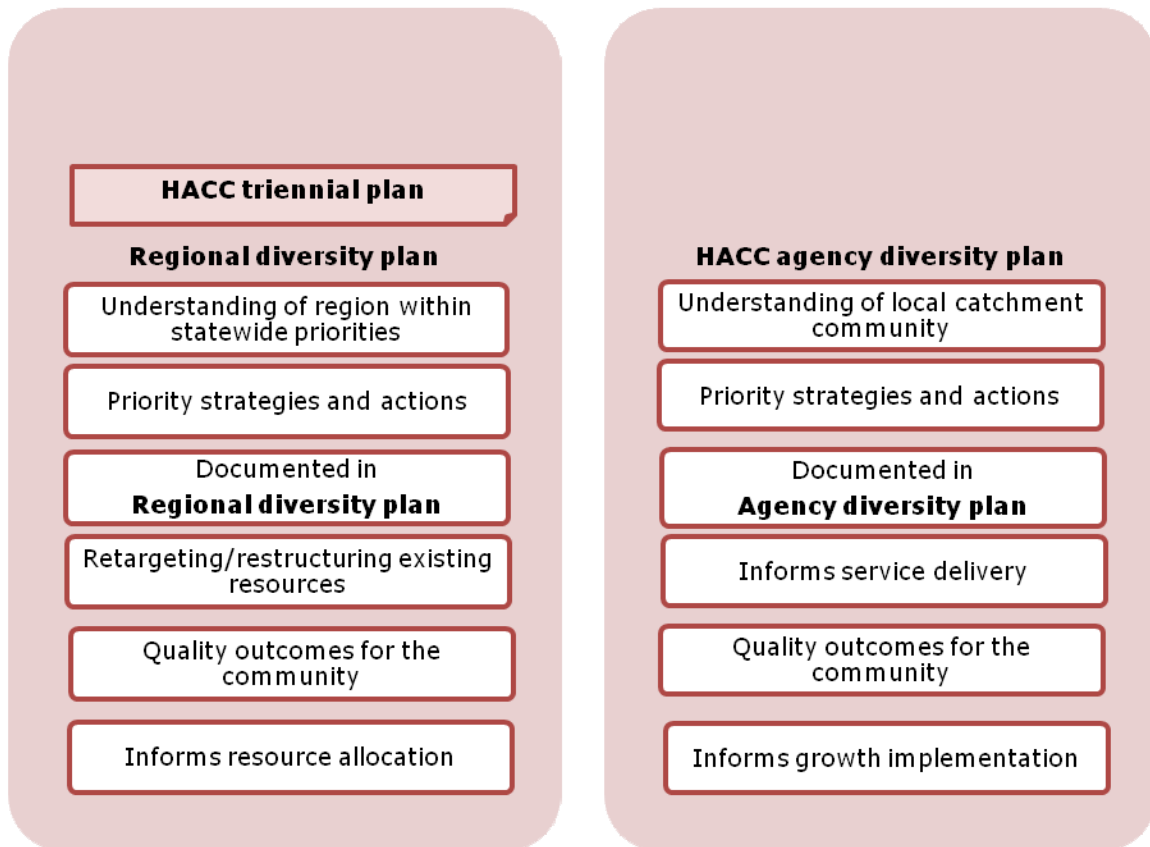 HACC triennial plan
Regional diversity plan
Understanding of region within
statewide priorities
Priority strategies and actions
Documented in
Regional diversity plan
Retargeting/restructuring existing
resources
Quality outcomes for the
community
Informs resource allocation
HACC agency diversity plan
Understanding of local catchment
community
Priority strategies and actions
Documented in
Agency diversity plan
Informs service delivery
Quality outcomes for the
community
Informs growth implementation